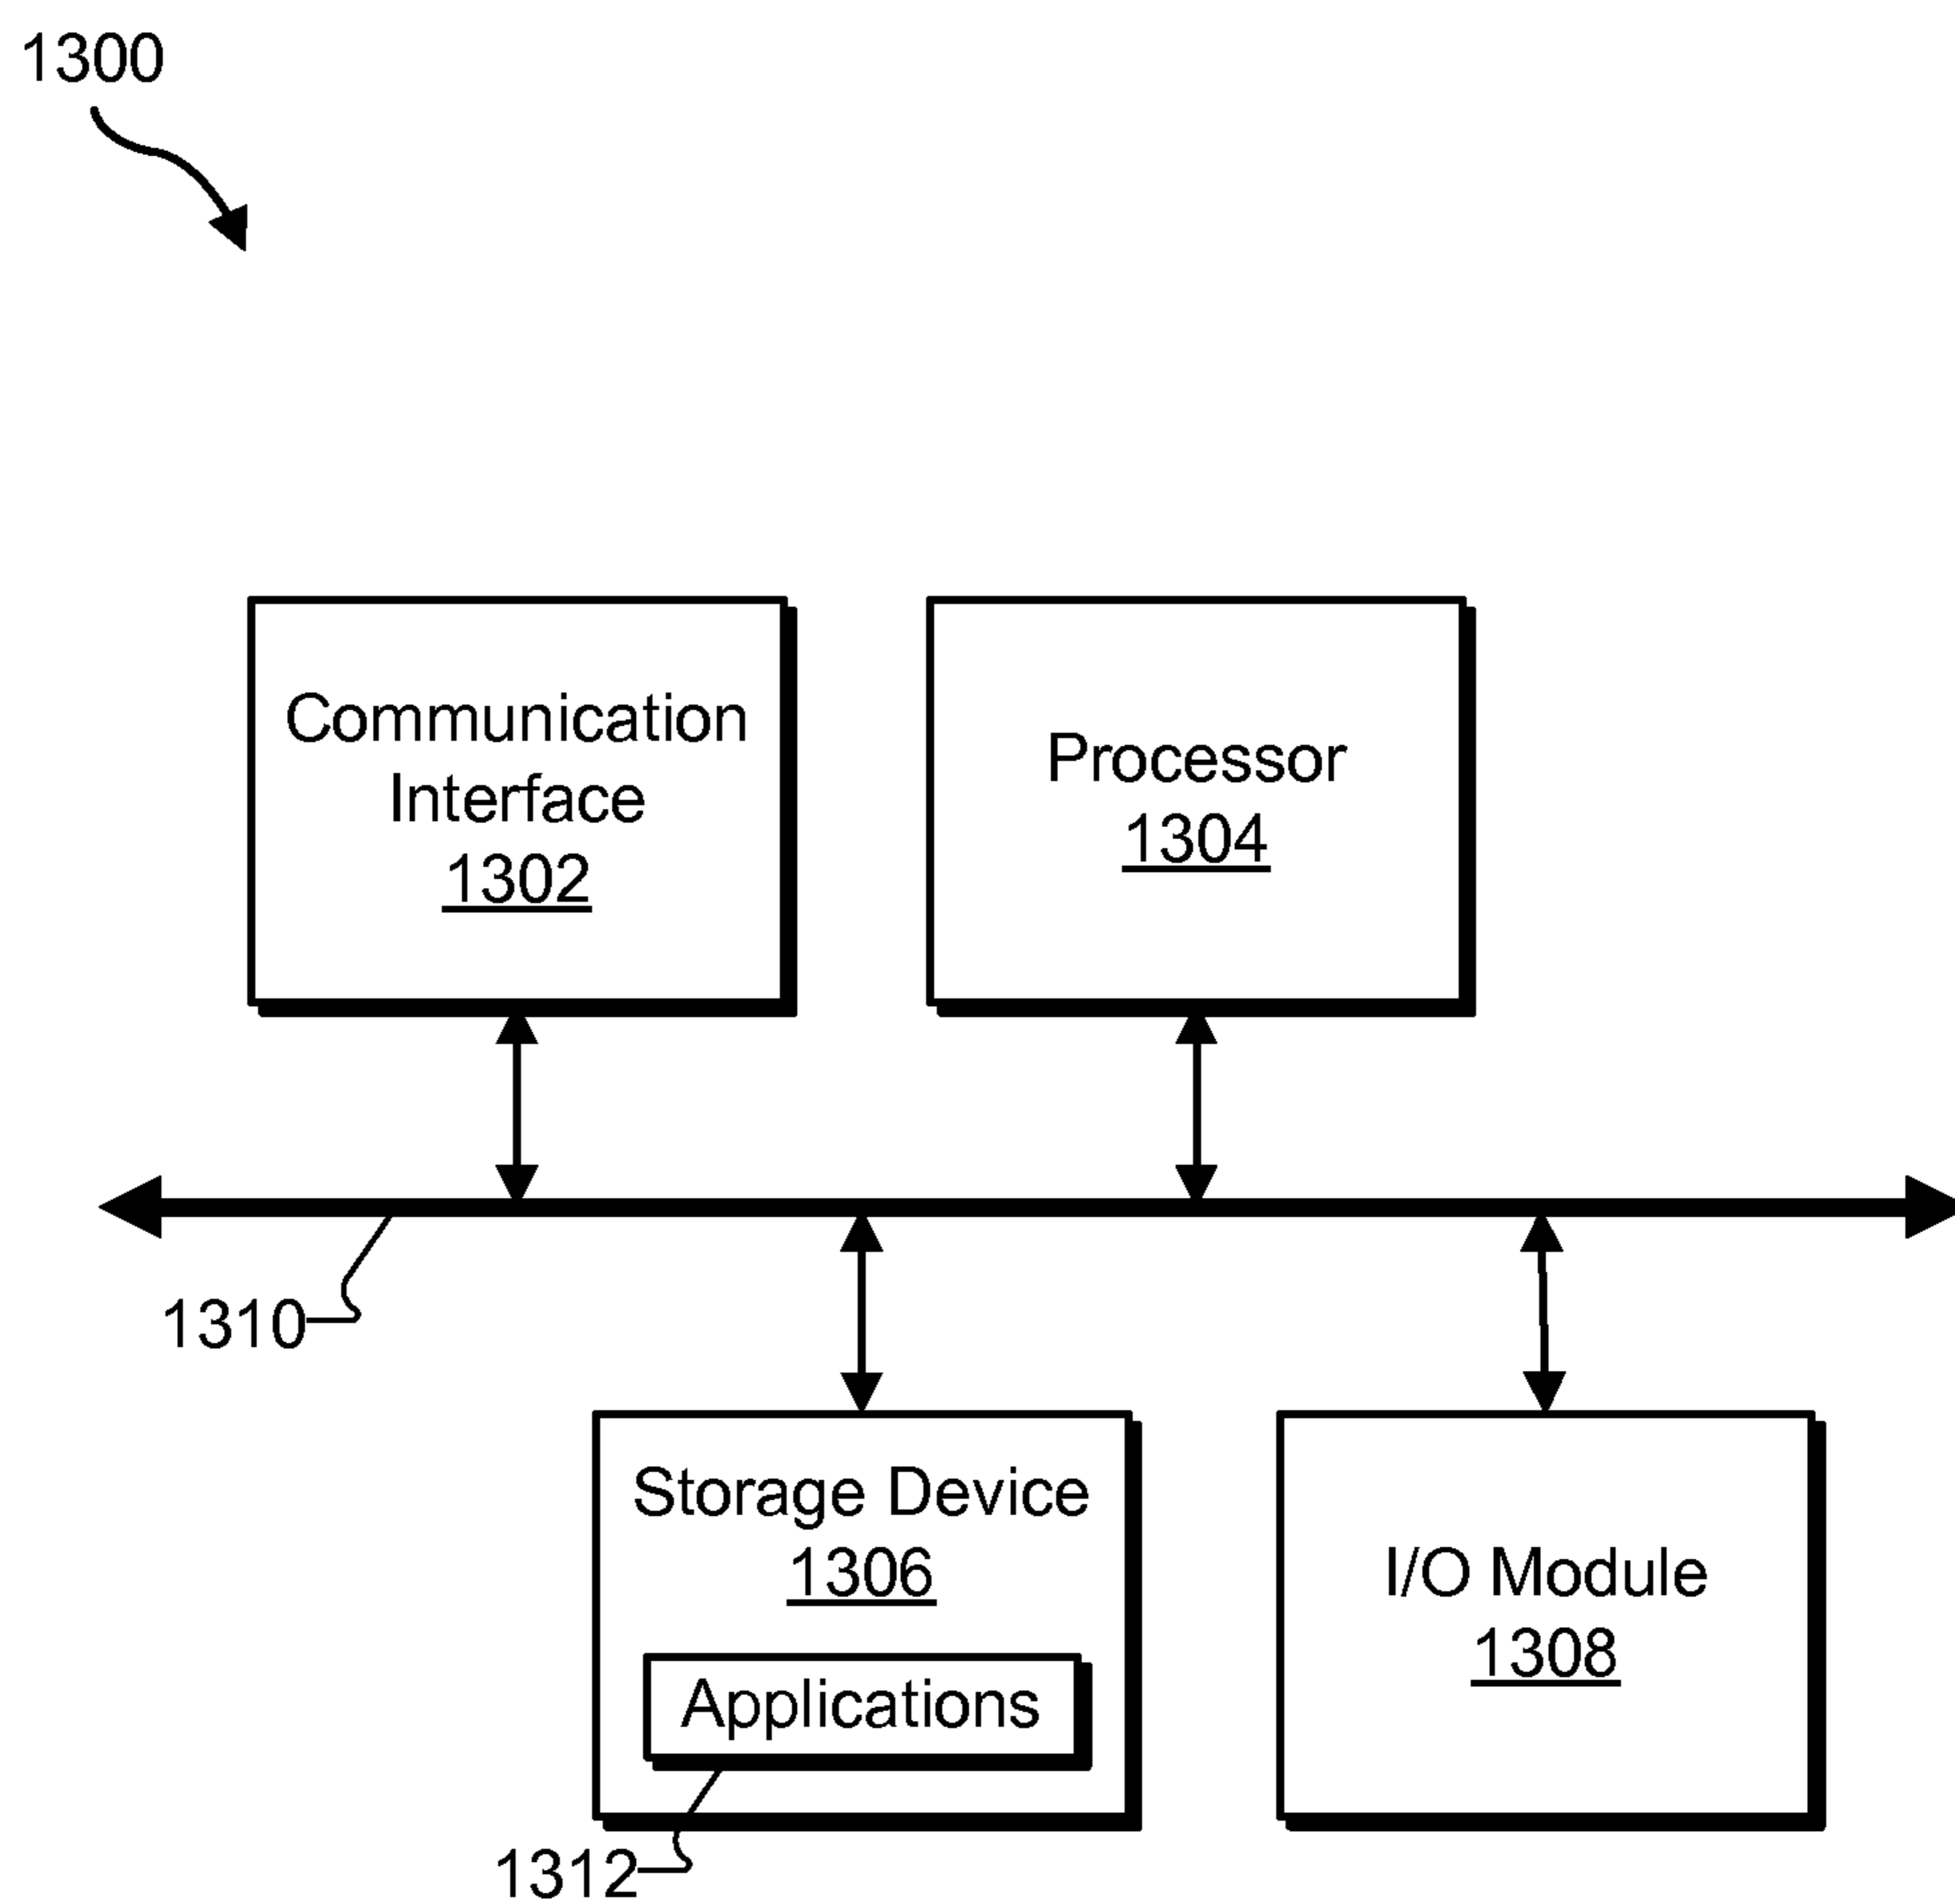 1300
Communication
Interface
1302
Processor
1304
1310
Storage Device
1306
Applications
1312
I/O Module
1308